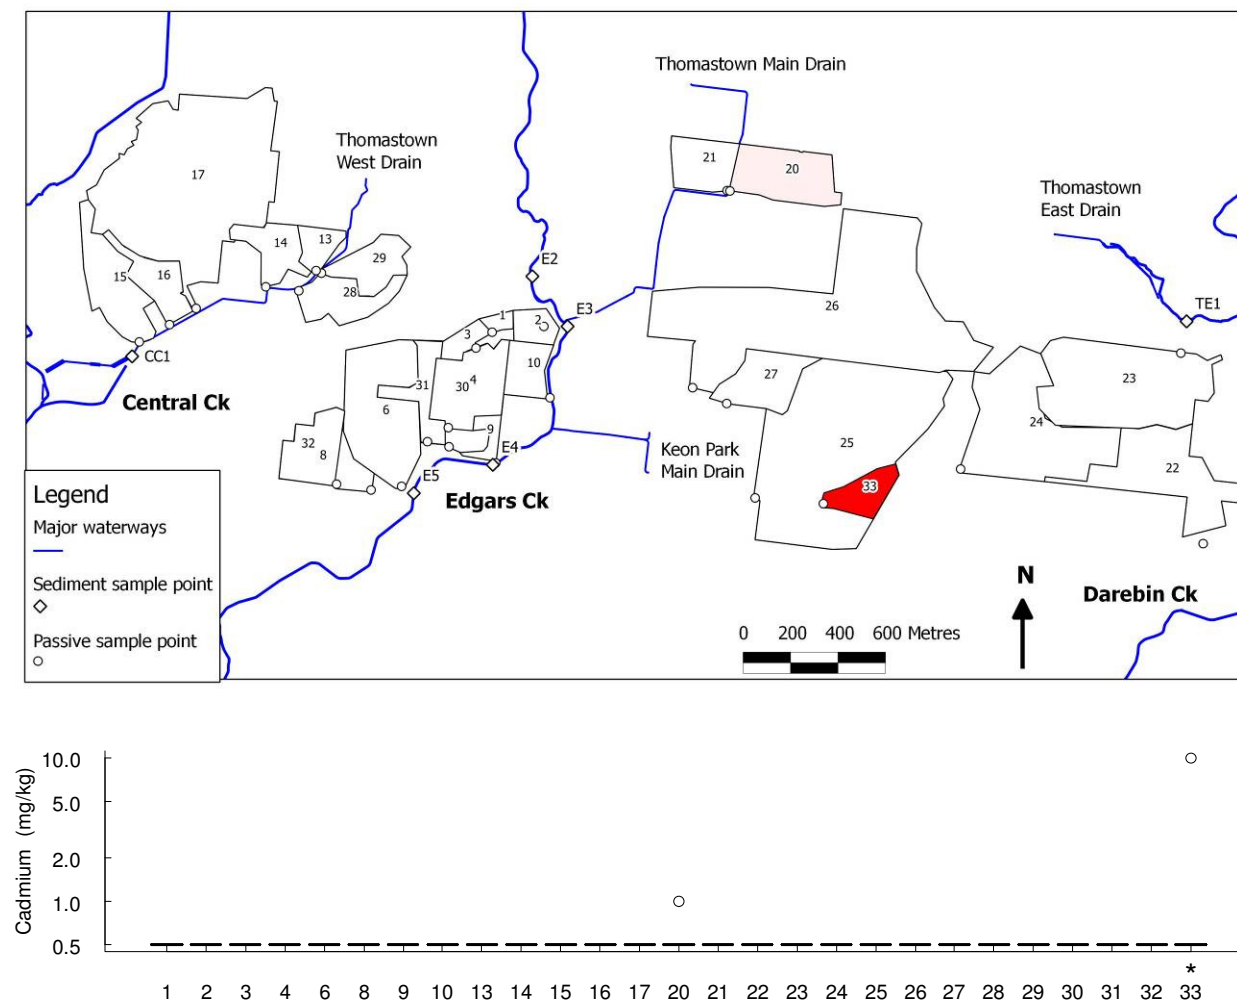 Thomastown Main Drain
Thomastown
West Drain
21
20
17
Thomastown
East Drain
14
13
29
15
16
28
E2
26
TE1
1
E3
2
3
CC1
10
31
30
4
27
23
Central Ck
6
24
9
E4
32
8
Keon Park
Main Drain
25
22
E5
Edgars Ck
33
Legend
Major waterways
Sediment sample point
Passive sample point
N
Darebin Ck
0 200 400 600 Metres
Cadmium (mg/kg)
10.0
5.0
2.0
1.0
0.5
*
1 2 3 4 6 8 9 10 13 14 15 16 17 20 21 22 23 24 25 26 27 28 29 30 31 32 33